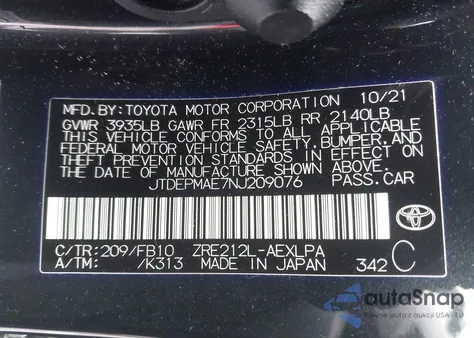 MFD.BY:TOYOTA MOTOR CORPORATION 10/21
GVWR 3935LB GAWR FR 2315LB RR 2140LB
THIS VEHICLE CONFORMS TO ALL APPLICABLE
FEDERAL MOTOR VEHICLE SAFETY,BUMPER,AND
THEFT PREVENTION STANDARDS IN EFFECT ON
THE DATE OF MANUFACTURE SHOWN ABOVE.
JTDEPMAE7NJ209076 PASS.CAR
C/TR:209/FB10 ZRE212L-AEXLPA
A/TM: /K313 MADE IN JAPAN 342 C
TOYOTA
autoSnap